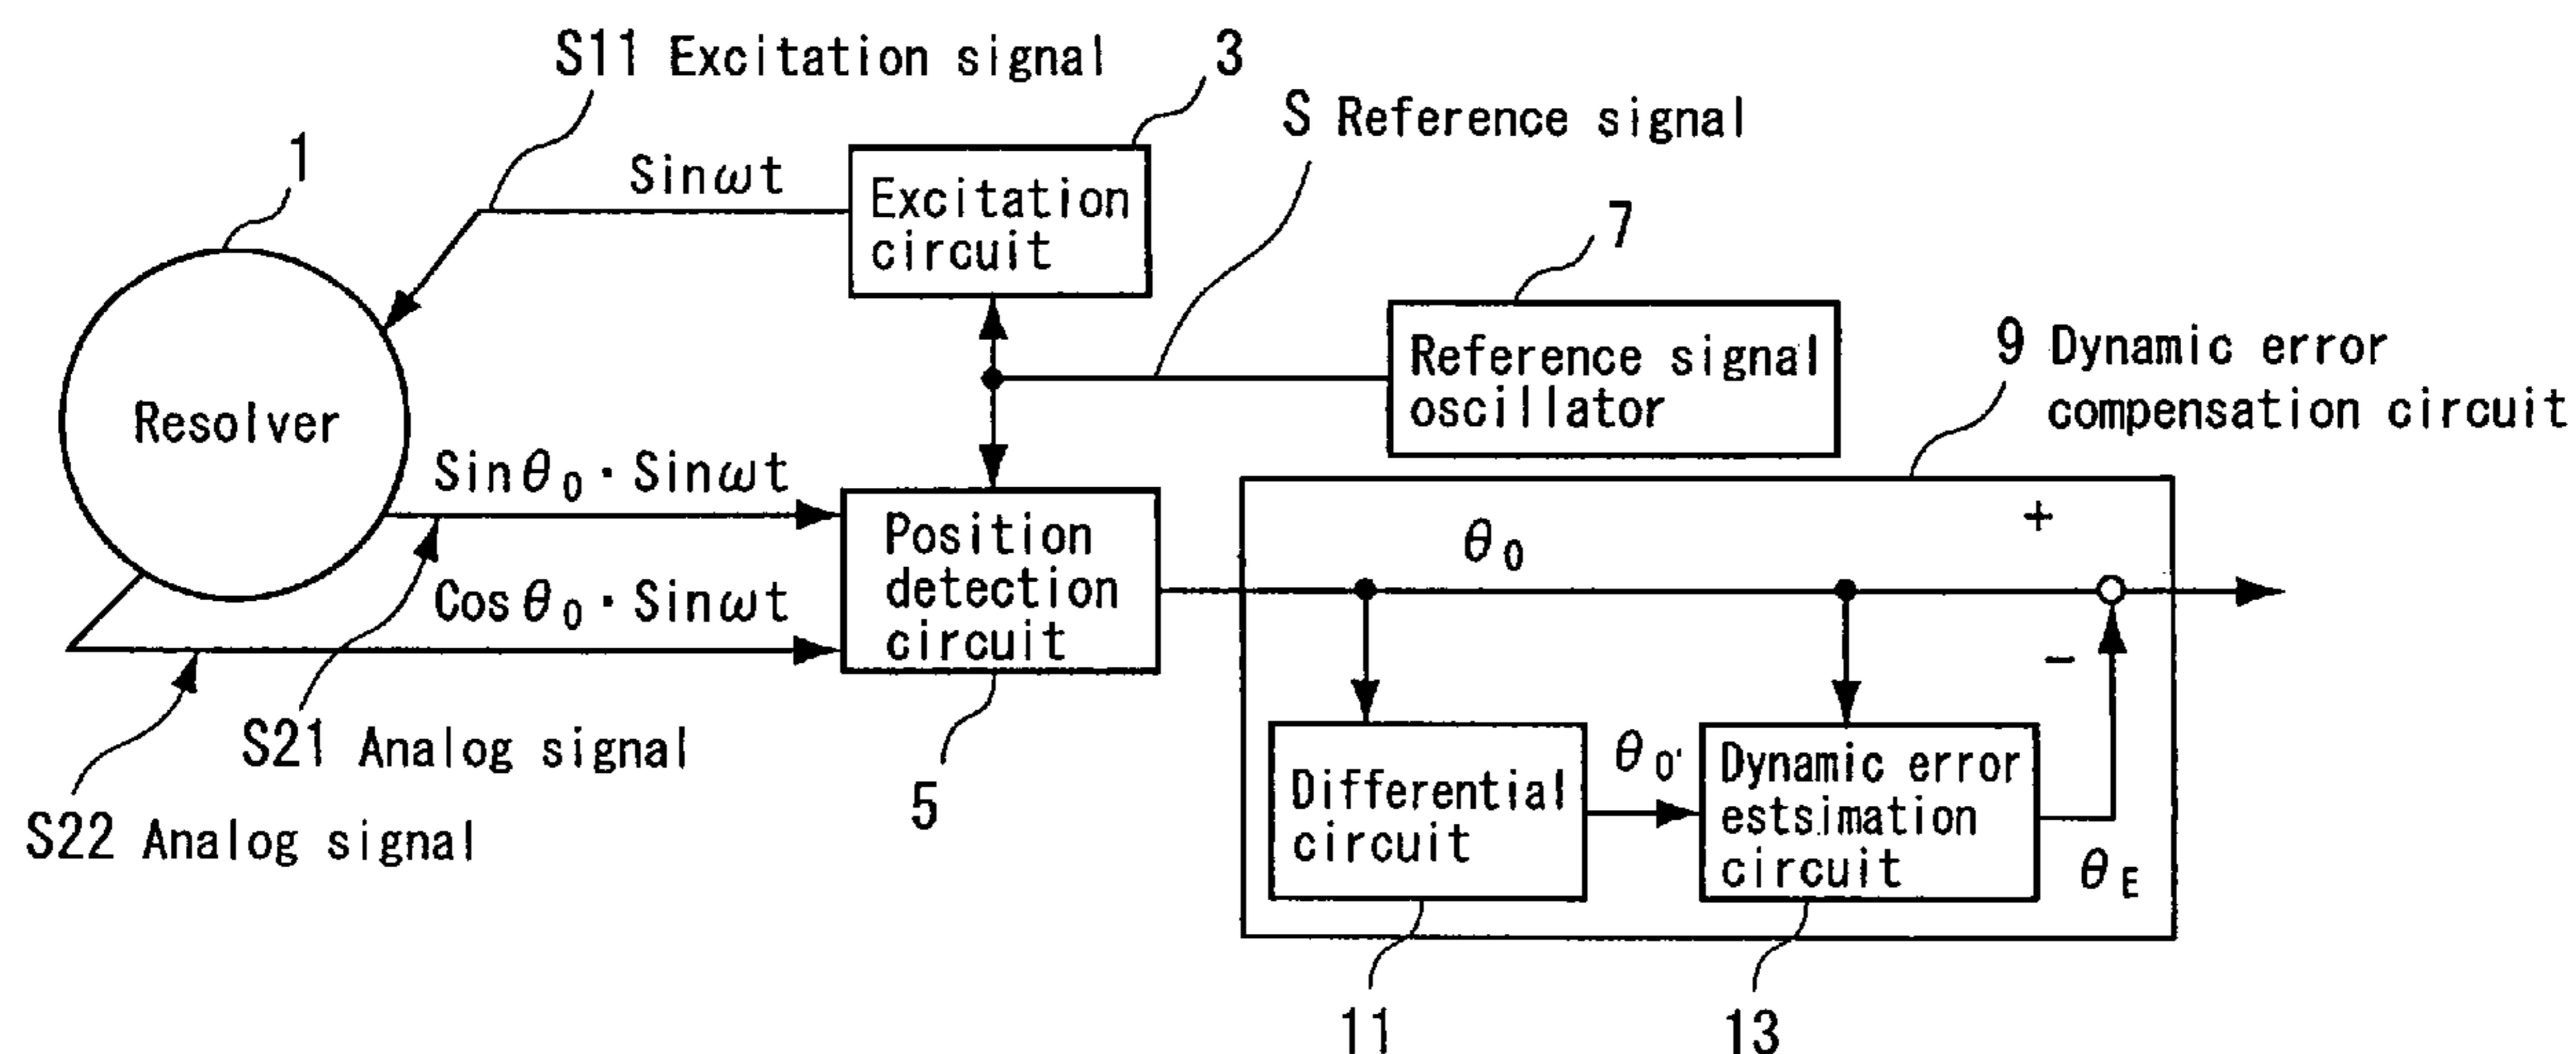 S11 Excitation signal
3
S Reference signal
1
Sinωt
Excitation
circuit
7
Resolver
Reference signal
oscillator
9 Dynamic error
compensation circuit
Sinθ0・Sinωt
Cosθ0・Sinωt
Position
detection
circuit
θ0
+
−
S21 Analog signal
S22 Analog signal
5
Differential
circuit
θ0'
Dynamic error
estsimation
circuit
θE
11
13